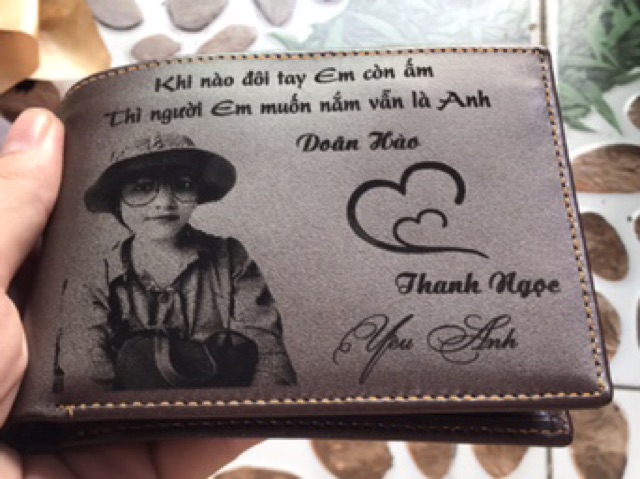 Khi nào đôi tay Em còn ấm
Thì người Em muốn nắm vẫn là Anh
Doãn Hào
Thanh Ngọc
Yêu Anh